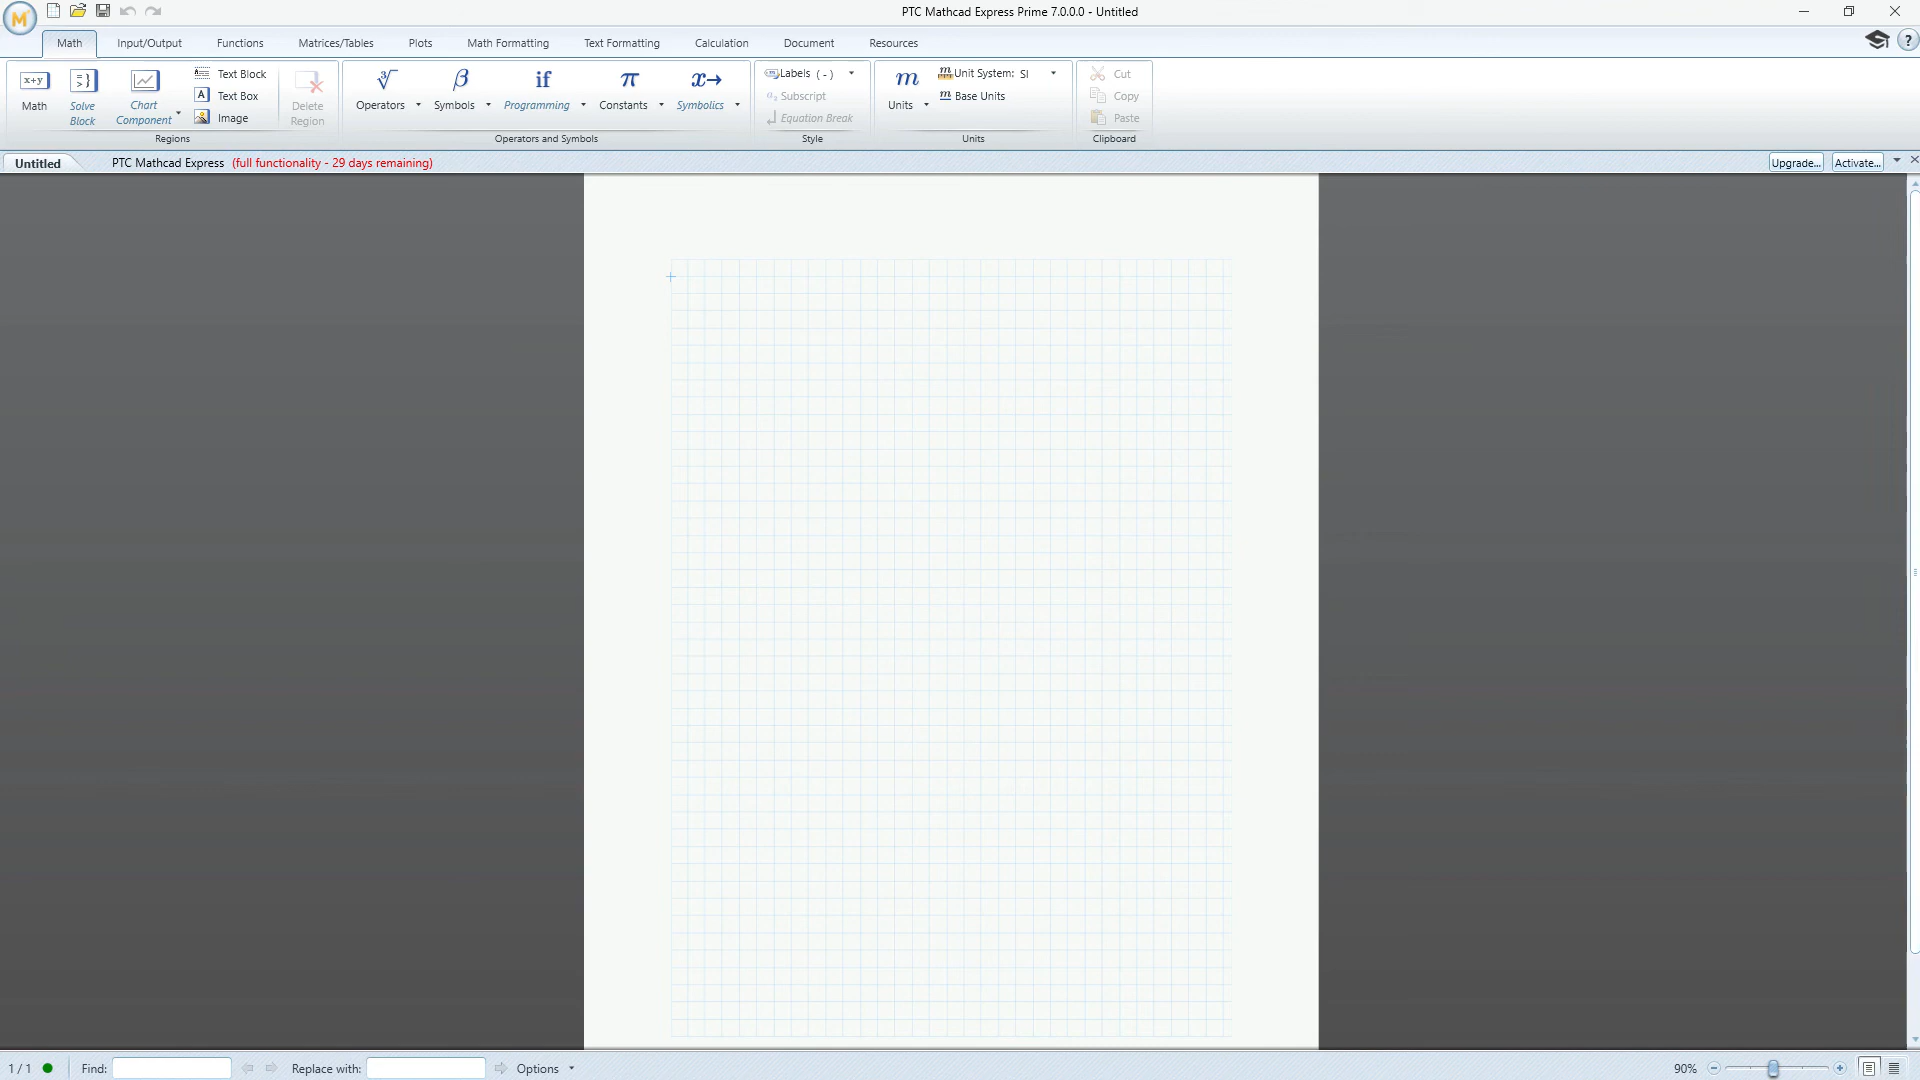 PTC Mathcad Express Prime 7.0.0.0 - Untitled
Math Input/Output Functions Matrices/Tables Plots Math Formatting Text Formatting Calculation Document Resources ?
x+y Math
Solve Block
Chart Component
Text Block
A Text Box
Image
Delete Region
Regions
Operators
β Symbols
if Programming
π Constants
x→ Symbolics
Operators and Symbols
Labels ( - )
Subscript
Equation Break
Style
m Units
Unit System: SI
m Base Units
Units
Cut
Copy
Paste
Clipboard
Untitled PTC Mathcad Express (full functionality - 29 days remaining) Upgrade... Activate...
1 / 1 Find: Replace with: Options 90%